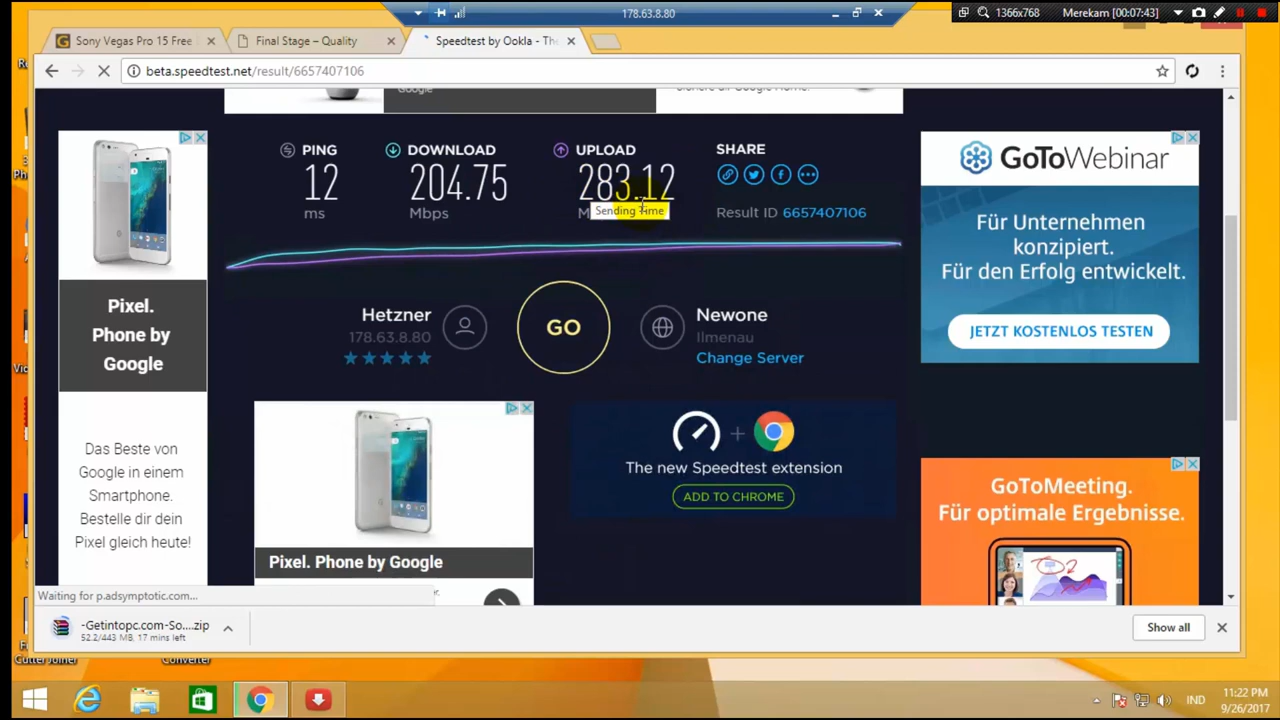 178.63.8.80
1366x768
Merekam (00:07:43)
Sony Vegas Pro 15 Free
Final Stage – Quality
Speedtest by Ookla - The
beta.speedtest.net/result/6657407106
Google
PING
12
ms
DOWNLOAD
204.75
Mbps
UPLOAD
283.12
Sending Time
SHARE
Result ID 6657407106
Hetzner
178.63.8.80
GO
Newone
Ilmenau
Change Server
Pixel.
Phone by
Google
Das Beste von
Google in einem
Smartphone.
Bestelle dir dein
Pixel gleich heute!
Pixel. Phone by Google
The new Speedtest extension
ADD TO CHROME
GoToWebinar
Für Unternehmen
konzipiert.
Für den Erfolg entwickelt.
JETZT KOSTENLOS TESTEN
GoToMeeting.
Für optimale Ergebnisse.
Waiting for p.adsymptotic.com...
-Getintopc.com-So....zip
52.2/443 MB, 17 mins left
Show all
Cutter Joiner
Converter
IND
11:22 PM
9/26/2017